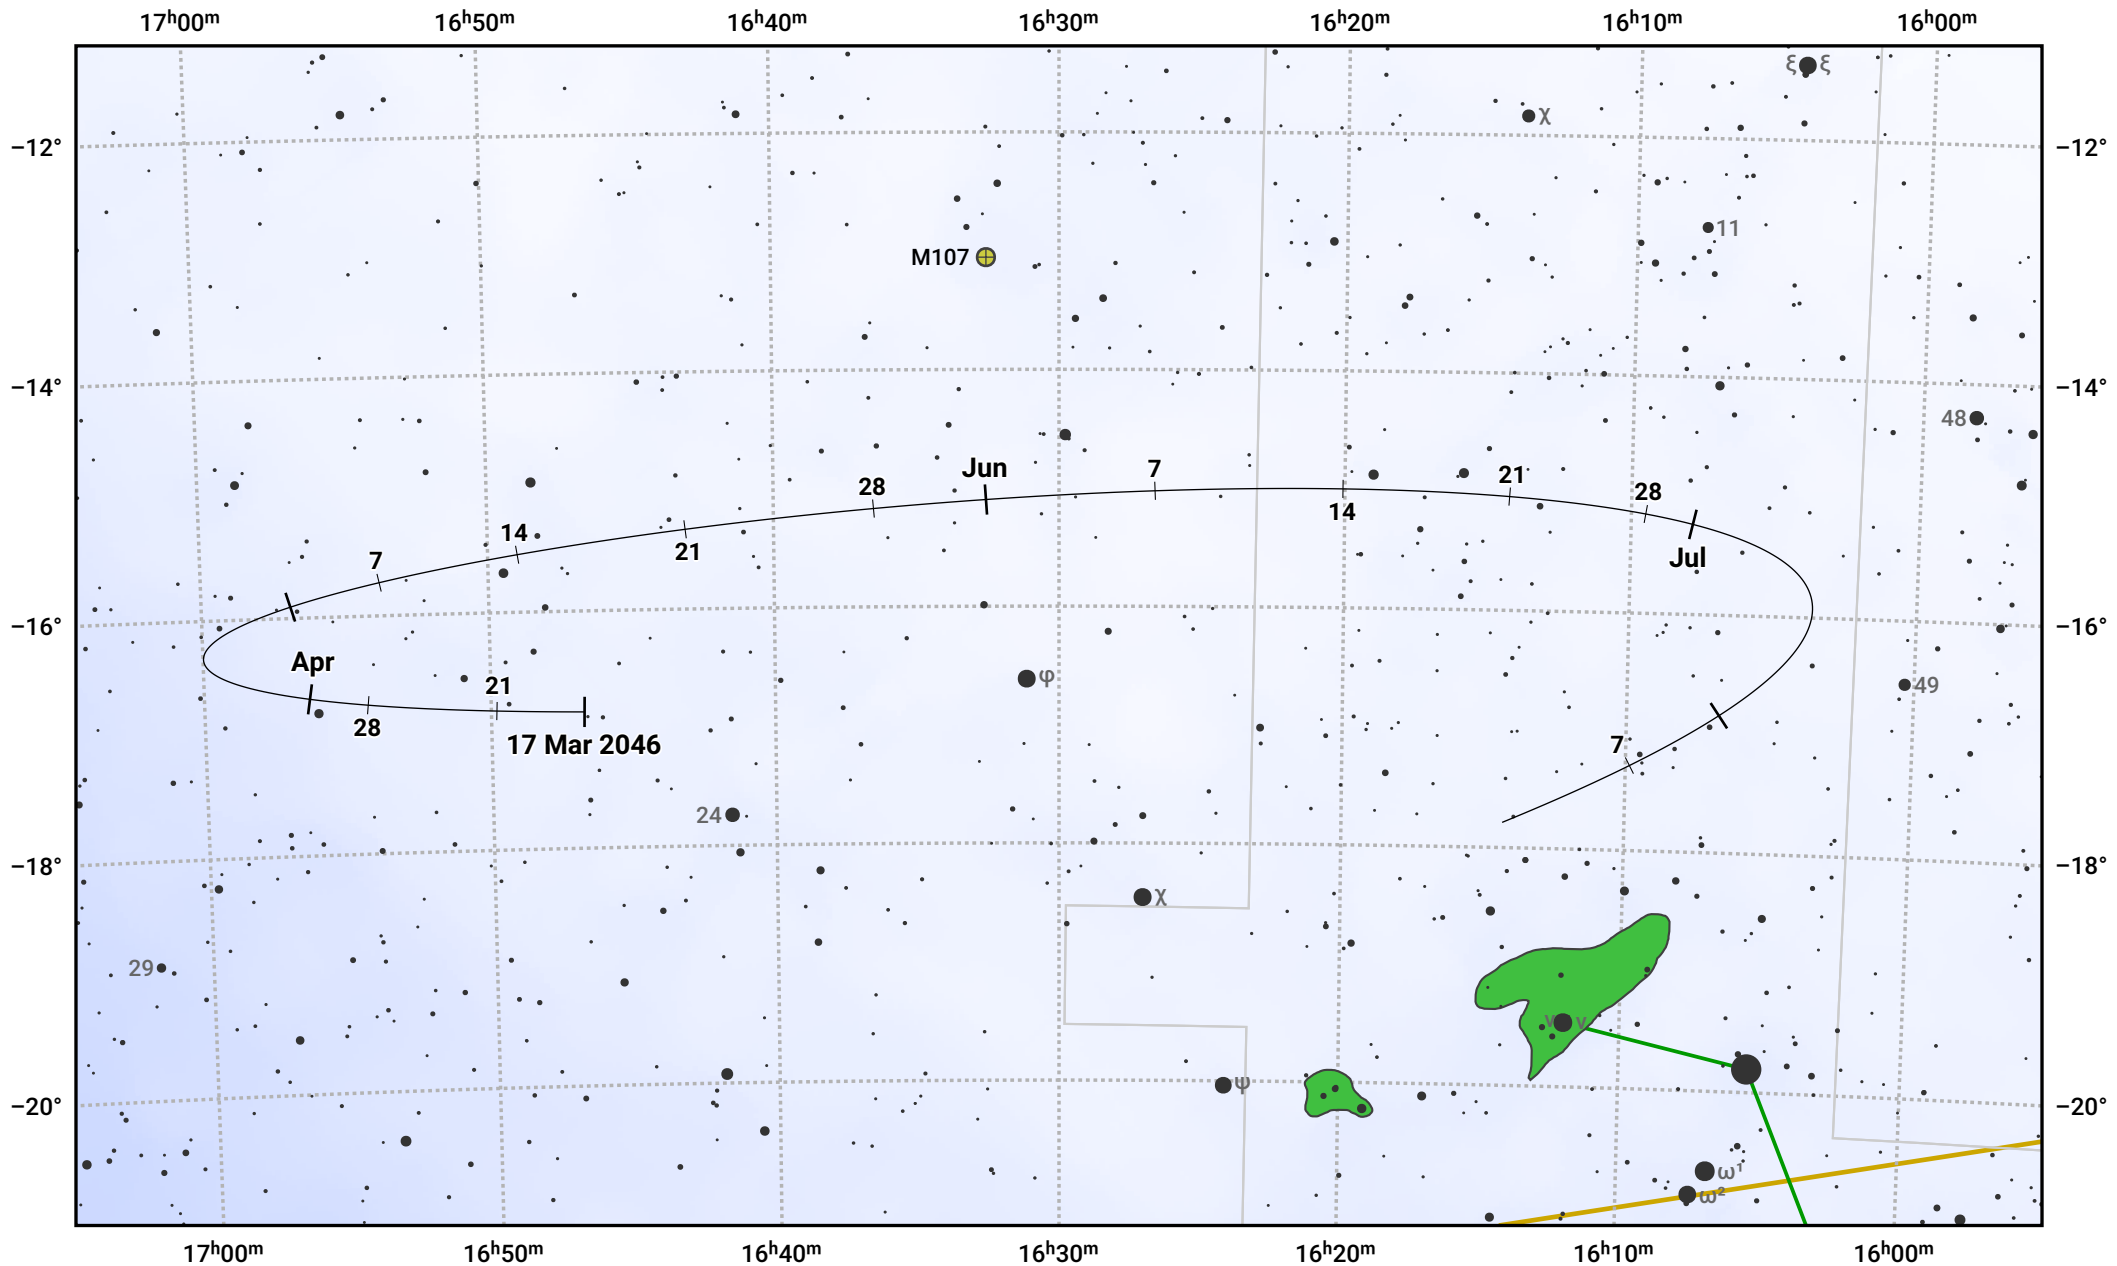 17ʰ00ᵐ 16ʰ50ᵐ 16ʰ40ᵐ 16ʰ30ᵐ 16ʰ20ᵐ 16ʰ10ᵐ 16ʰ00ᵐ
ξ ξ
χ
−12° −12°
11
M107
−14° −14°
48
Jun 7 21
28 28
14 14
7 21 Jul
−16° −16°
Apr
φ
21 49
28
17 Mar 2046 7
24
−18° −18°
χ
29
ν ν
ψ
−20° −20°
ω¹
ω²
17ʰ00ᵐ 16ʰ50ᵐ 16ʰ40ᵐ 16ʰ30ᵐ 16ʰ20ᵐ 16ʰ10ᵐ 16ʰ00ᵐ